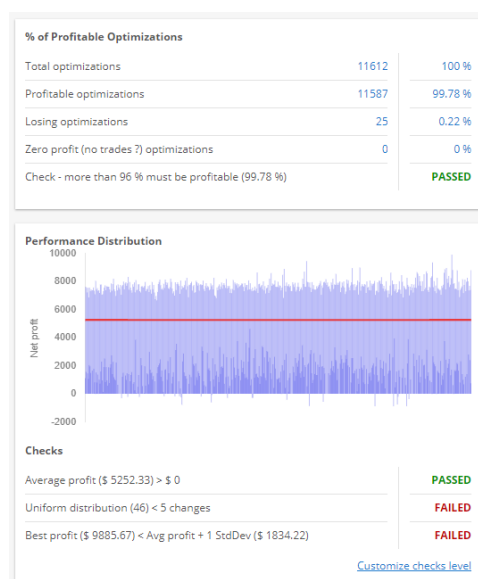 % of Profitable Optimizations
Total optimizations 11612 100 %
Profitable optimizations 11587 99.78 %
Losing optimizations 25 0.22 %
Zero profit (no trades ?) optimizations 0 0 %
Check - more than 96 % must be profitable (99.78 %) PASSED
Performance Distribution
10000
8000
6000
4000
2000
0
-2000
Net profit
Checks
Average profit ($ 5252.33) > $ 0 PASSED
Uniform distribution (46) < 5 changes FAILED
Best profit ($ 9885.67) < Avg profit + 1 StdDev ($ 1834.22) FAILED
Customize checks level